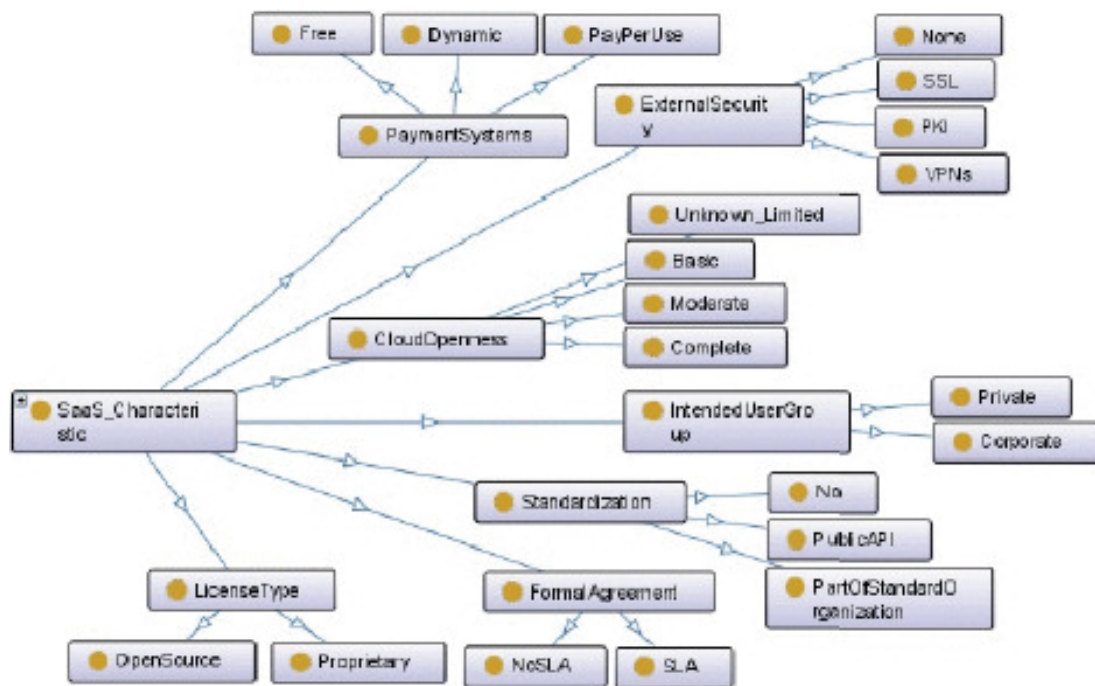 Free
Dynamic
PayPerUse
None
SSL
PKI
VPNs
ExternalSecurit
y
PaymentSystems
Unknown_Limited
Basic
Moderate
Complete
CloudOpenness
SaaS_Characteri
stic
IntendedUserGro
up
Private
Corporate
Standardization
No
PublicAPI
PartOfStandardO
rganization
LicenseType
FormalAgreement
OpenSource
Proprietary
NoSLA
SLA